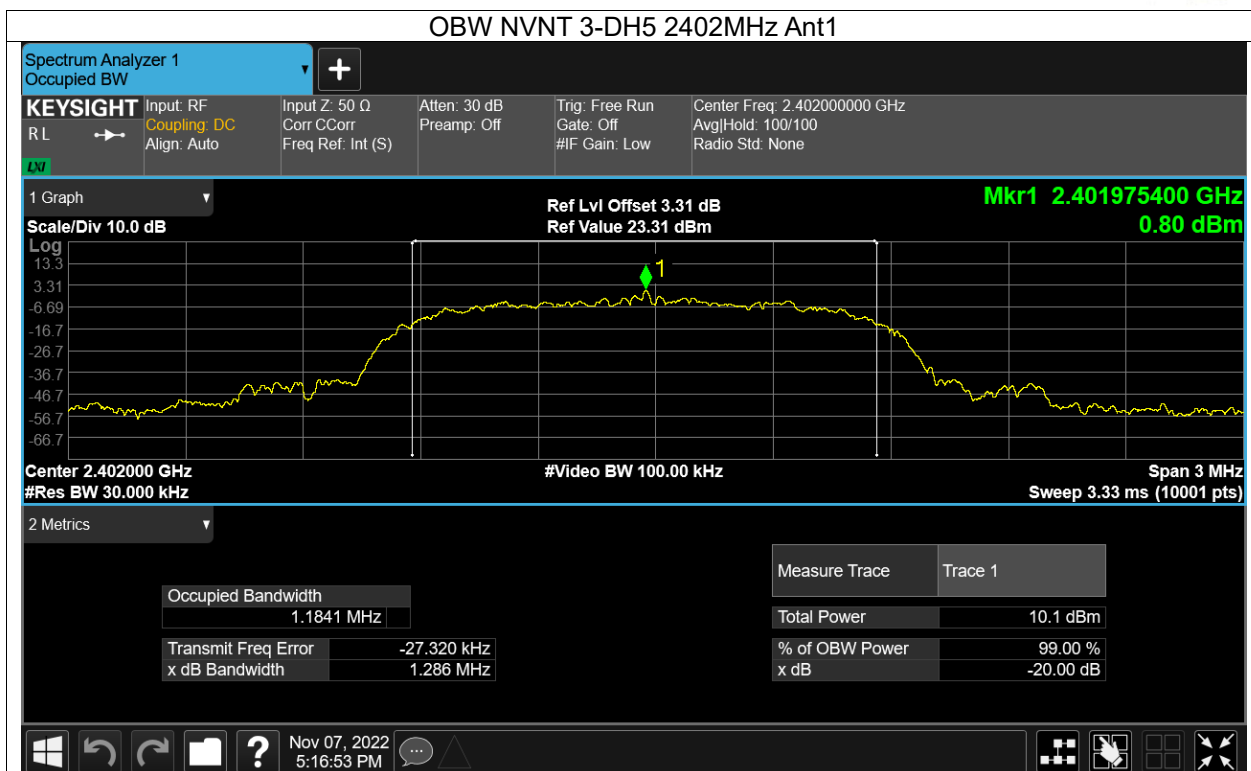 OBW NVNT 3-DH5 2402MHz Ant1
Spectrum Analyzer 1
Occupied BW
KEYSIGHT
R L
LXI
Input: RF
Coupling: DC
Align: Auto
Input Z: 50 Ω
Corr CCorr
Freq Ref: Int (S)
Atten: 30 dB
Preamp: Off
Trig: Free Run
Gate: Off
#IF Gain: Low
Center Freq: 2.402000000 GHz
Avg|Hold: 100/100
Radio Std: None
1 Graph
Scale/Div 10.0 dB
Ref Lvl Offset 3.31 dB
Ref Value 23.31 dBm
Mkr1 2.401975400 GHz
0.80 dBm
Log
13.3
3.31
-6.69
-16.7
-26.7
-36.7
-46.7
-56.7
-66.7
1
Center 2.402000 GHz
#Res BW 30.000 kHz
#Video BW 100.00 kHz
Span 3 MHz
Sweep 3.33 ms (10001 pts)
2 Metrics
Occupied Bandwidth
1.1841 MHz
Transmit Freq Error -27.320 kHz
x dB Bandwidth 1.286 MHz
Measure Trace Trace 1
Total Power 10.1 dBm
% of OBW Power 99.00 %
x dB -20.00 dB
?
Nov 07, 2022
5:16:53 PM